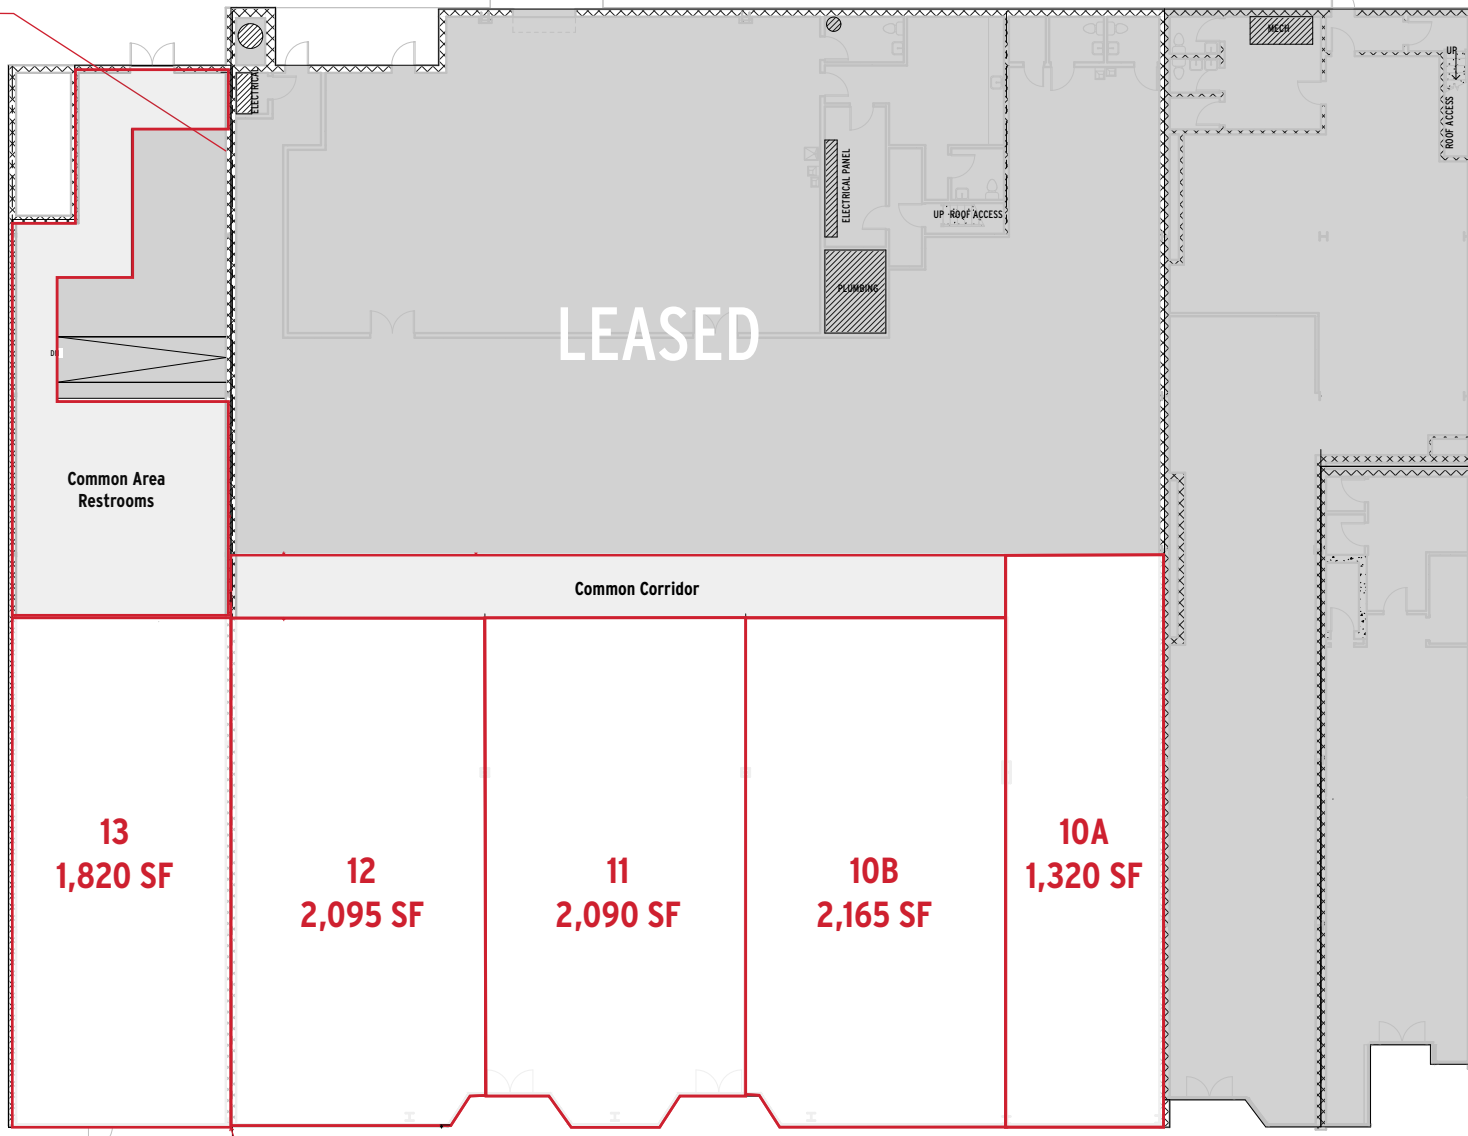 MECH
UP
ROOF ACCESS
ELECTRICAL
ELECTRICAL PANEL
UP ROOF ACCESS
PLUMBING
LEASED
Common Area
Restrooms
Common Corridor
13
1,820 SF
12
2,095 SF
11
2,090 SF
10B
2,165 SF
10A
1,320 SF